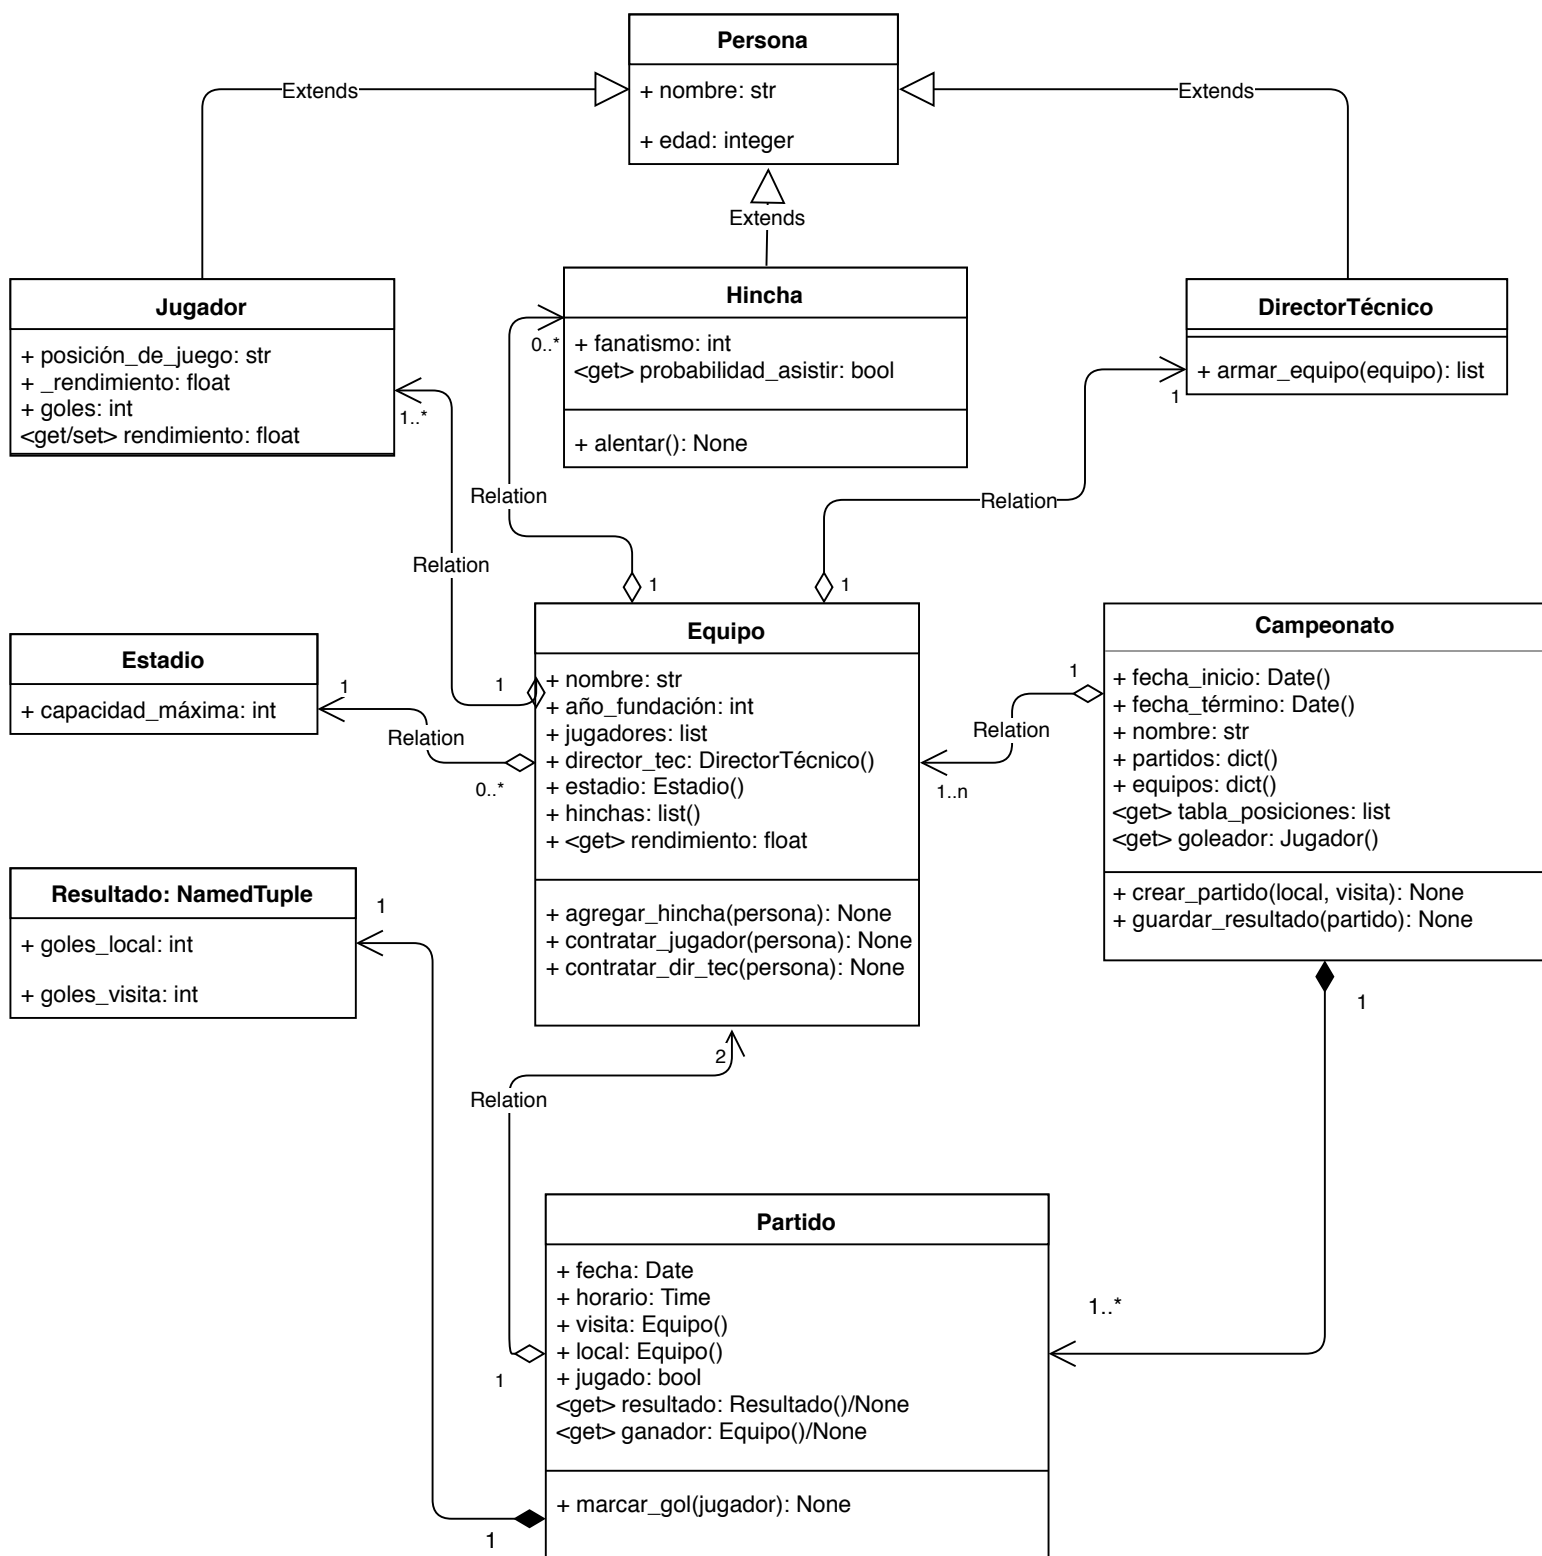 Persona
+ nombre: str
+ edad: integer
Extends
Extends
Extends
Jugador
+ posición_de_juego: str
+ _rendimiento: float
+ goles: int
<get/set> rendimiento: float
1..*
Hincha
+ fanatismo: int
<get> probabilidad_asistir: bool
+ alentar(): None
0..*
DirectorTécnico
+ armar_equipo(equipo): list
1
Relation
Relation
Relation
1
1
Estadio
+ capacidad_máxima: int
1
Relation
0..*
1
Equipo
+ nombre: str
+ año_fundación: int
+ jugadores: list
+ director_tec: DirectorTécnico()
+ estadio: Estadio()
+ hinchas: list()
+ <get> rendimiento: float
+ agregar_hincha(persona): None
+ contratar_jugador(persona): None
+ contratar_dir_tec(persona): None
1
Relation
1..n
Campeonato
+ fecha_inicio: Date()
+ fecha_término: Date()
+ nombre: str
+ partidos: dict()
+ equipos: dict()
<get> tabla_posiciones: list
<get> goleador: Jugador()
+ crear_partido(local, visita): None
+ guardar_resultado(partido): None
1
Resultado: NamedTuple
+ goles_local: int
+ goles_visita: int
1
2
Relation
1..*
Partido
+ fecha: Date
+ horario: Time
+ visita: Equipo()
+ local: Equipo()
+ jugado: bool
<get> resultado: Resultado()/None
<get> ganador: Equipo()/None
+ marcar_gol(jugador): None
1
1